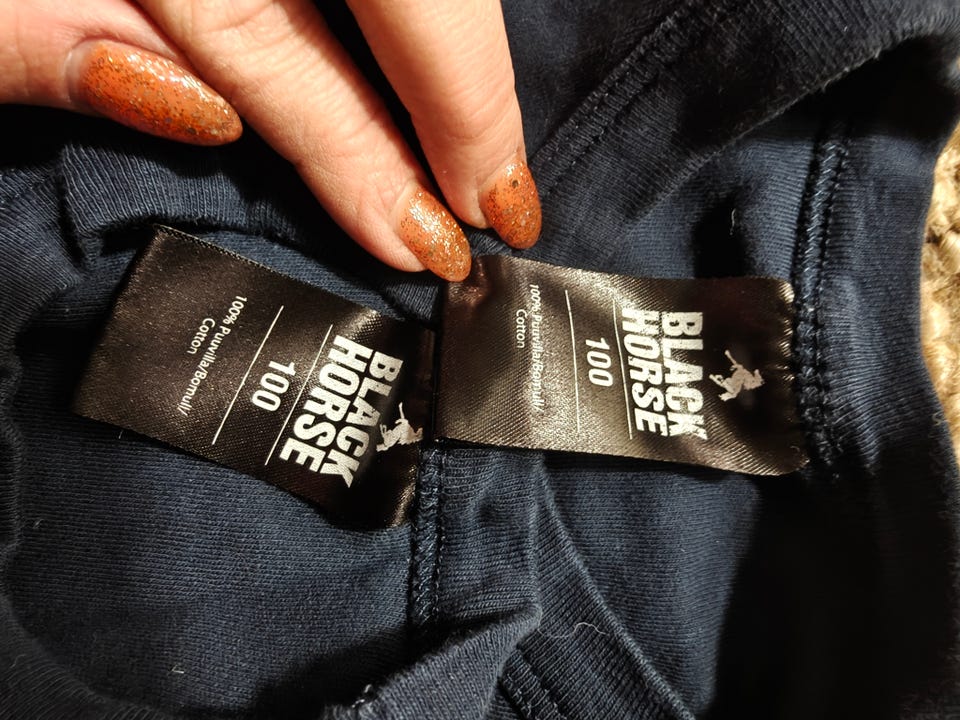 BLACK
HORSE
100
100% Puuvilla/Bomull/
Cotton
BLACK
HORSE
100
100% Puuvilla/Bomull/
Cotton